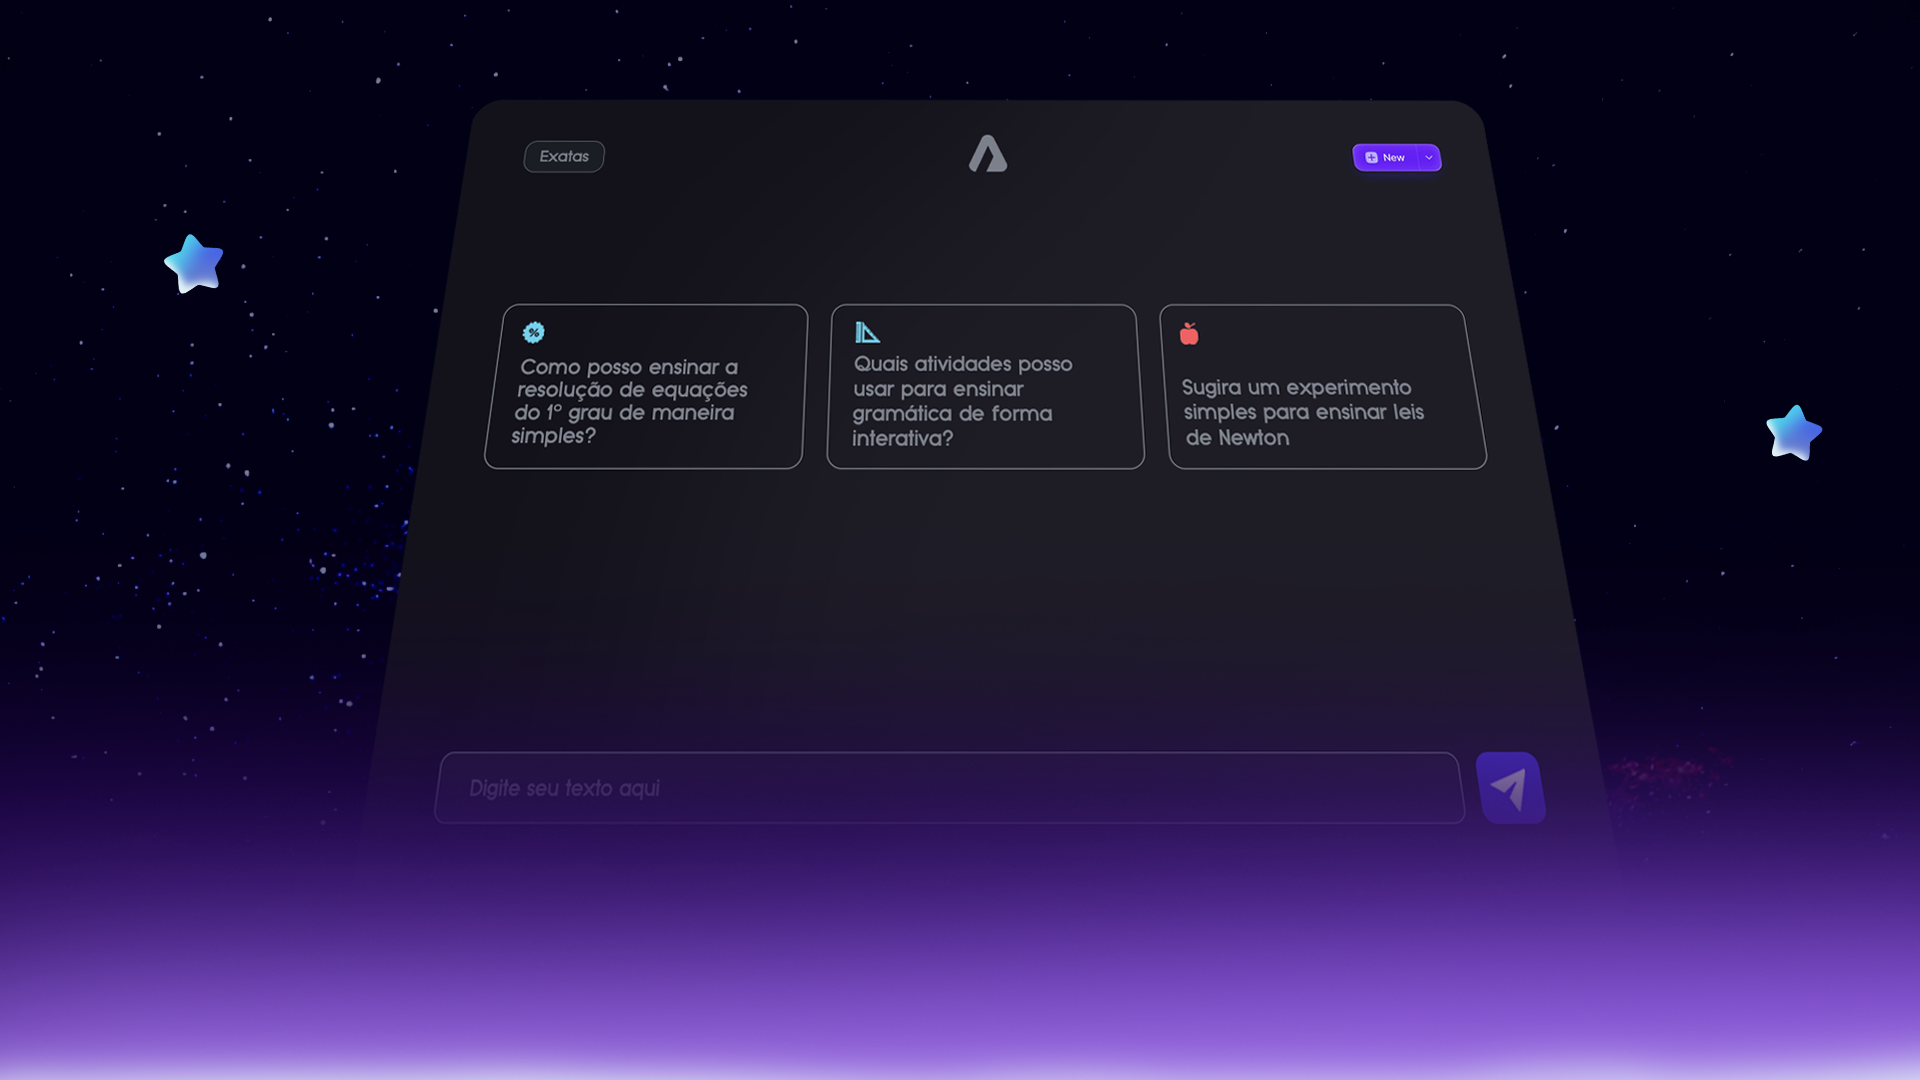 Exatas
New
%
Como posso ensinar a
resolução de equações
do 1º grau de maneira
simples?
Quais atividades posso
usar para ensinar
gramática de forma
interativa?
Sugira um experimento
simples para ensinar leis
de Newton
Digite seu texto aqui